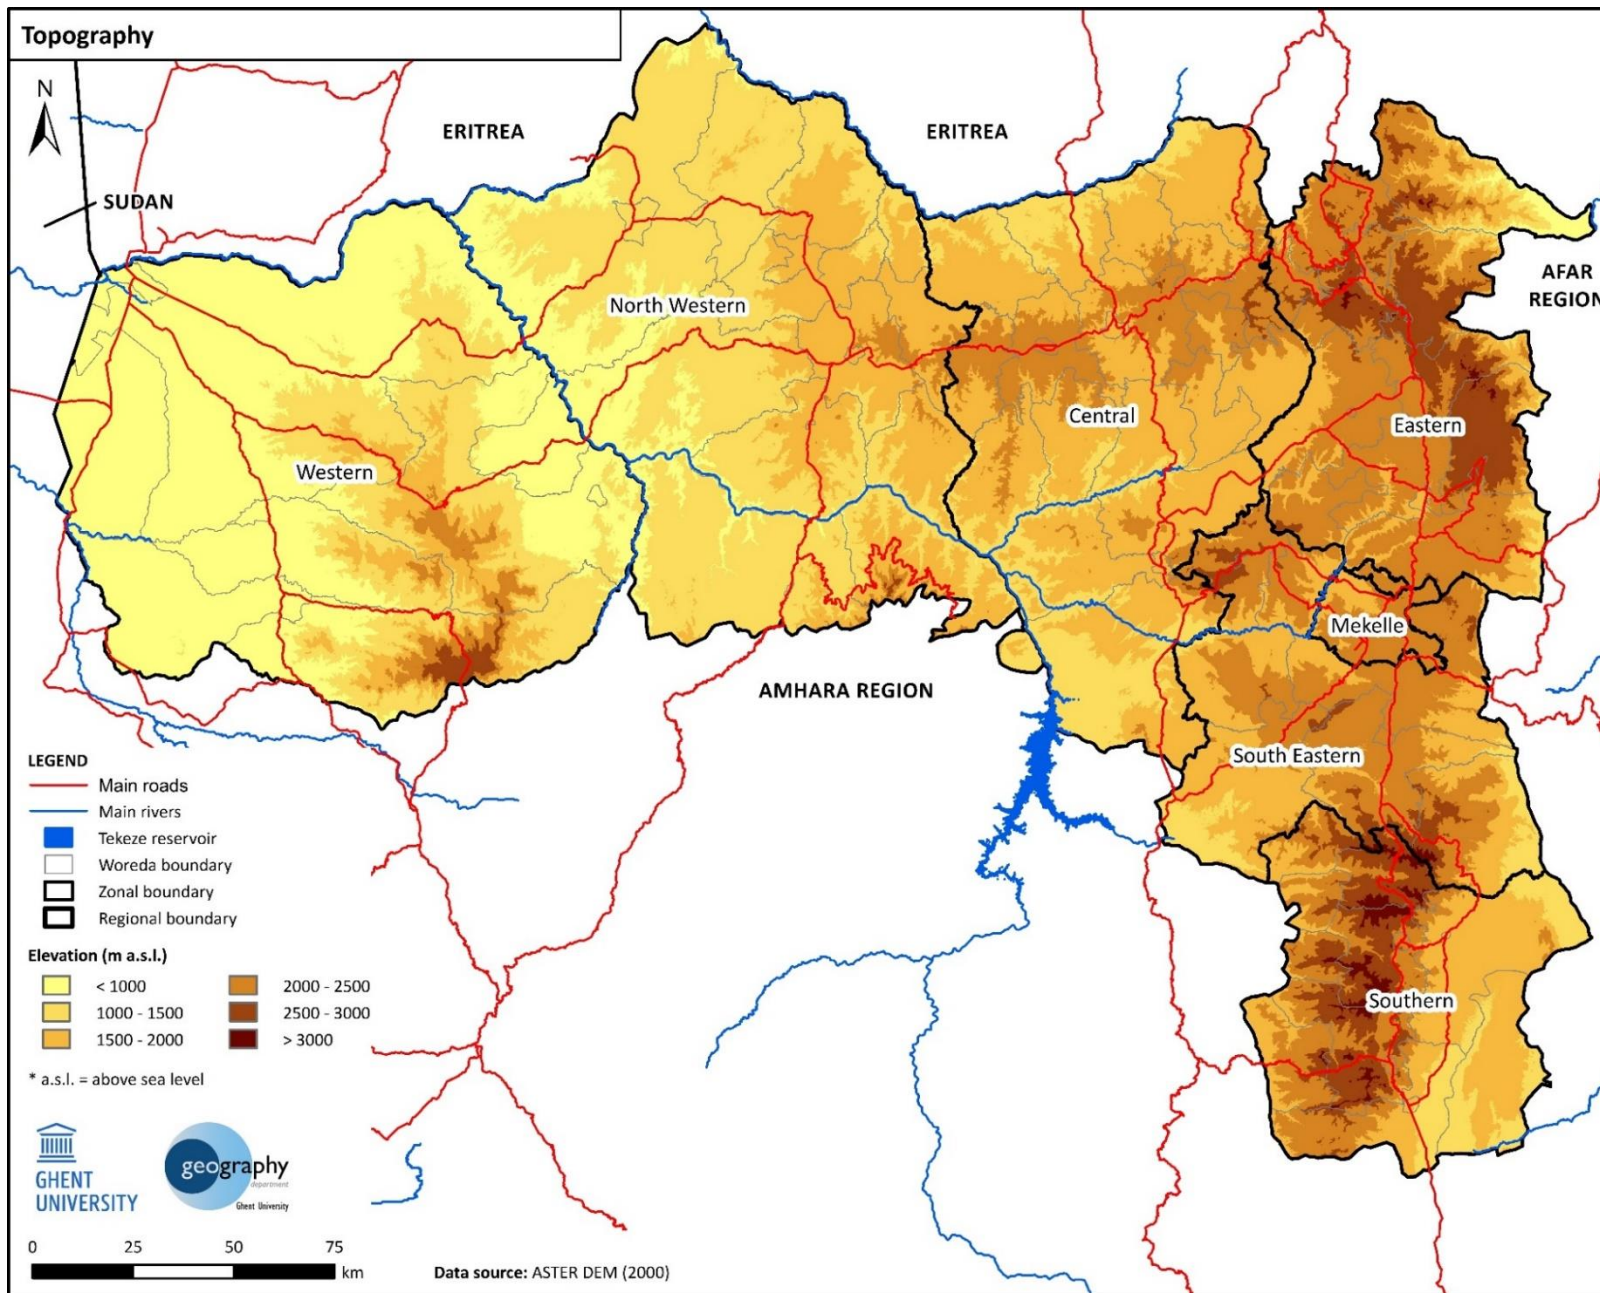 Topography
N
ERITREA
ERITREA
SUDAN
AFAR
REGION
North Western
Central
Eastern
Western
Mekelle
AMHARA REGION
South Eastern
Southern
LEGEND
Main roads
Main rivers
Tekeze reservoir
Woreda boundary
Zonal boundary
Regional boundary
Elevation (m a.s.l.)
< 1000
2000 - 2500
1000 - 1500
2500 - 3000
1500 - 2000
> 3000
* a.s.l. = above sea level
GHENT
UNIVERSITY
geography
department
Ghent University
0 25 50 75
km
Data source: ASTER DEM (2000)